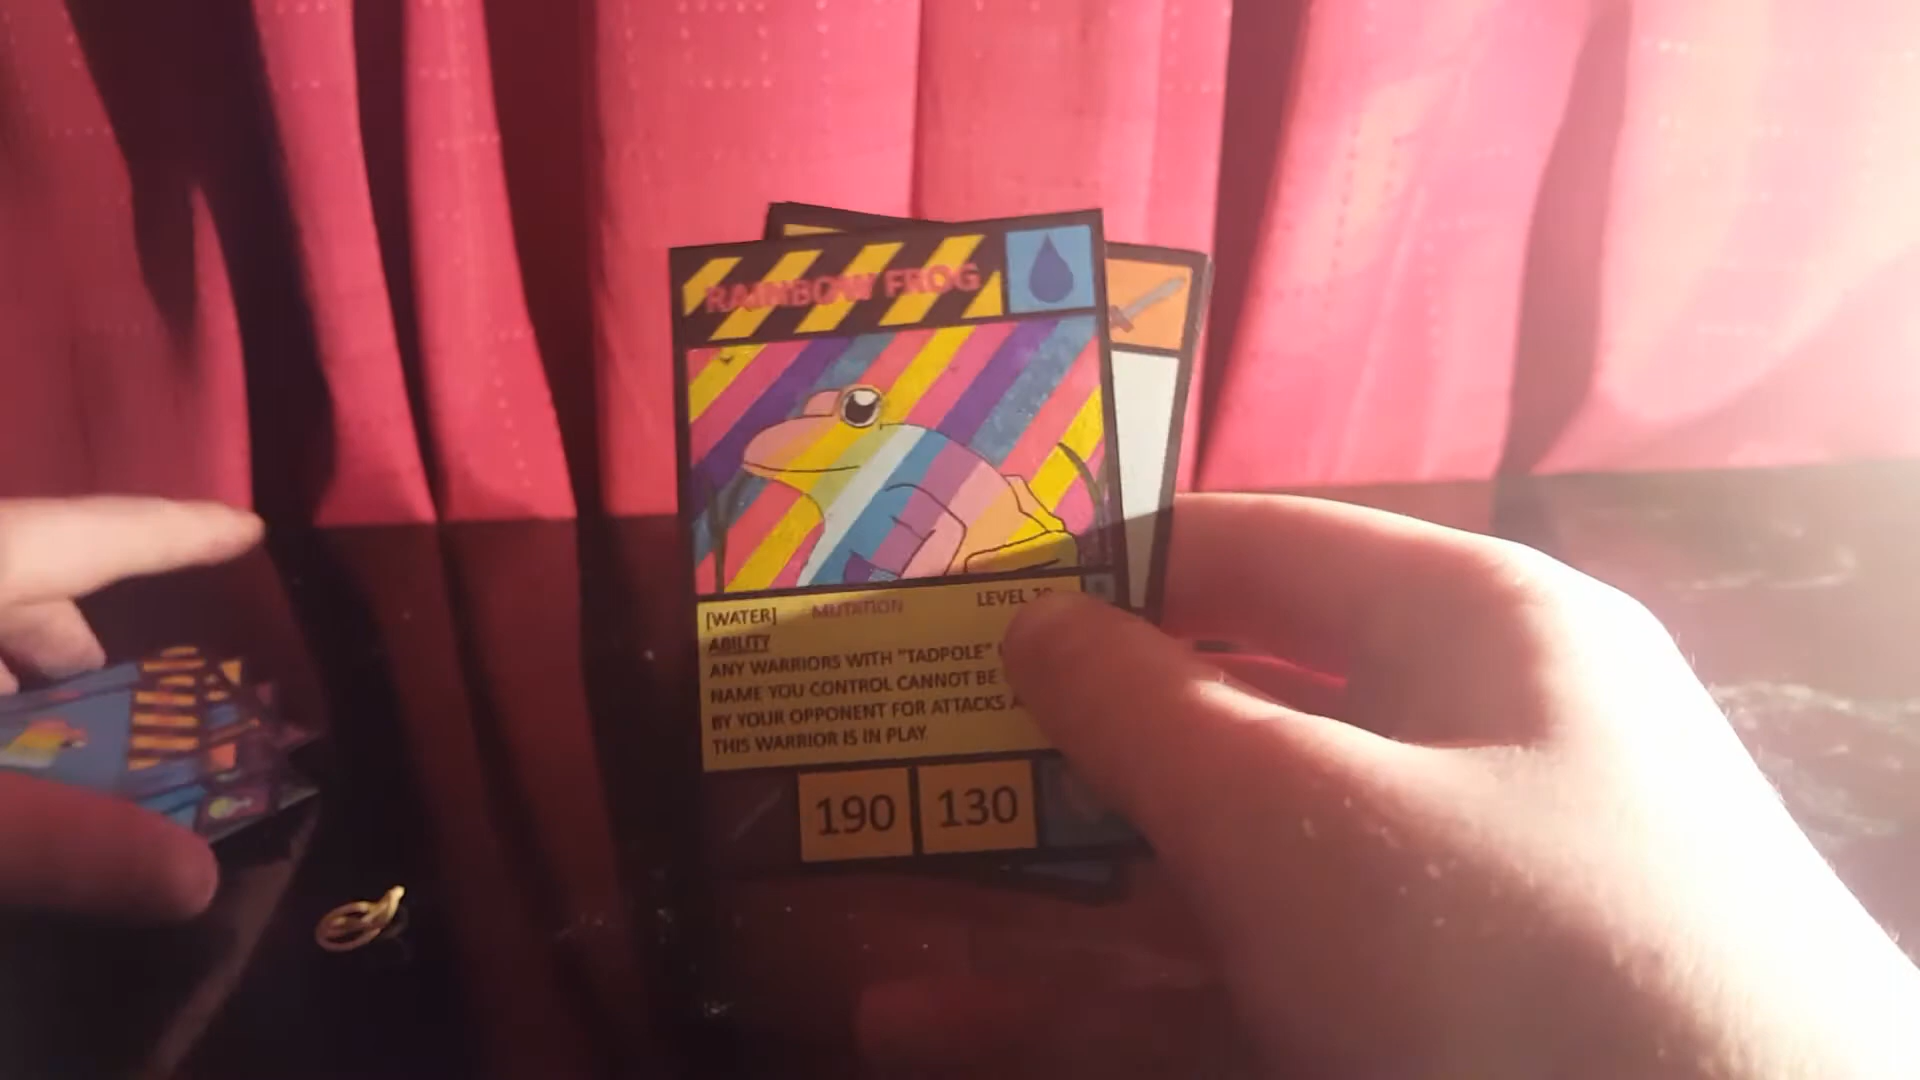 RAINBOW FROG
[WATER] MUTATION LEVEL
ABILITY
ANY WARRIORS WITH "TADPOLE"
NAME YOU CONTROL CANNOT BE
BY YOUR OPPONENT FOR ATTACKS
THIS WARRIOR IS IN PLAY.
190 130